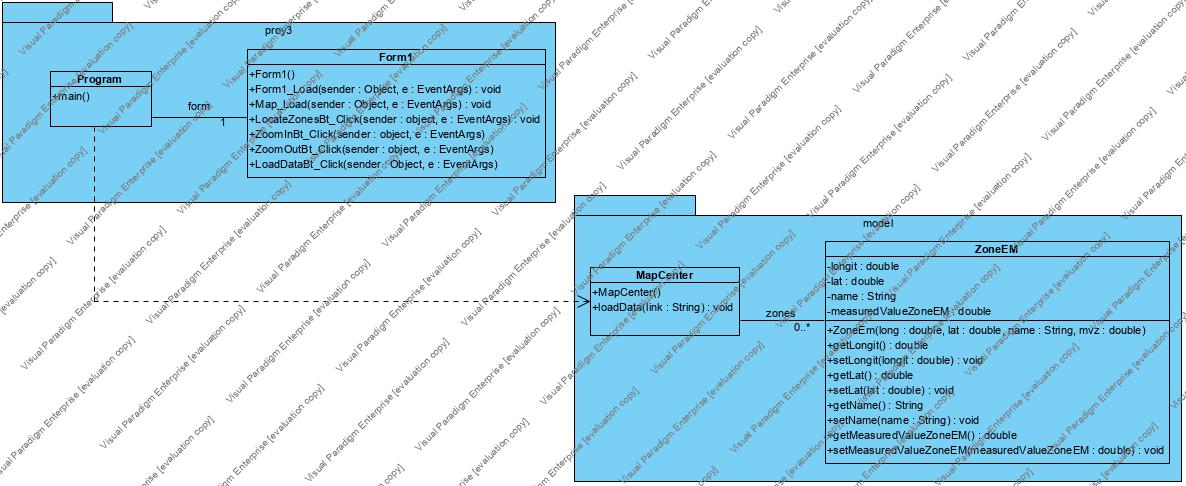 proy3
Program
+main()
form
1
Form1
+Form1()
+Form1_Load(sender : Object, e : EventArgs) : void
+Map_Load(sender : Object, e : EventArgs) : void
+LocateZonesBt_Click(sender : object, e : EventArgs) : void
+ZoomInBt_Click(sender : object, e : EventArgs)
+ZoomOutBt_Click(sender : object, e : EventArgs)
+LoadDataBt_Click(sender : Object, e : EventArgs)
model
MapCenter
+MapCenter()
+loadData(link : String) : void
zones
0..*
ZoneEM
-longit : double
-lat : double
-name : String
-measuredValueZoneEM : double
+ZoneEm(long : double, lat : double, name : String, mvz : double)
+getLongit() : double
+setLongit(longit : double) : void
+getLat() : double
+setLat(lat : double) : void
+getName() : String
+setName(name : String) : void
+getMeasuredValueZoneEM() : double
+setMeasuredValueZoneEM(measuredValueZoneEM : double) : void
Visual Paradigm Enterprise [evaluation copy]